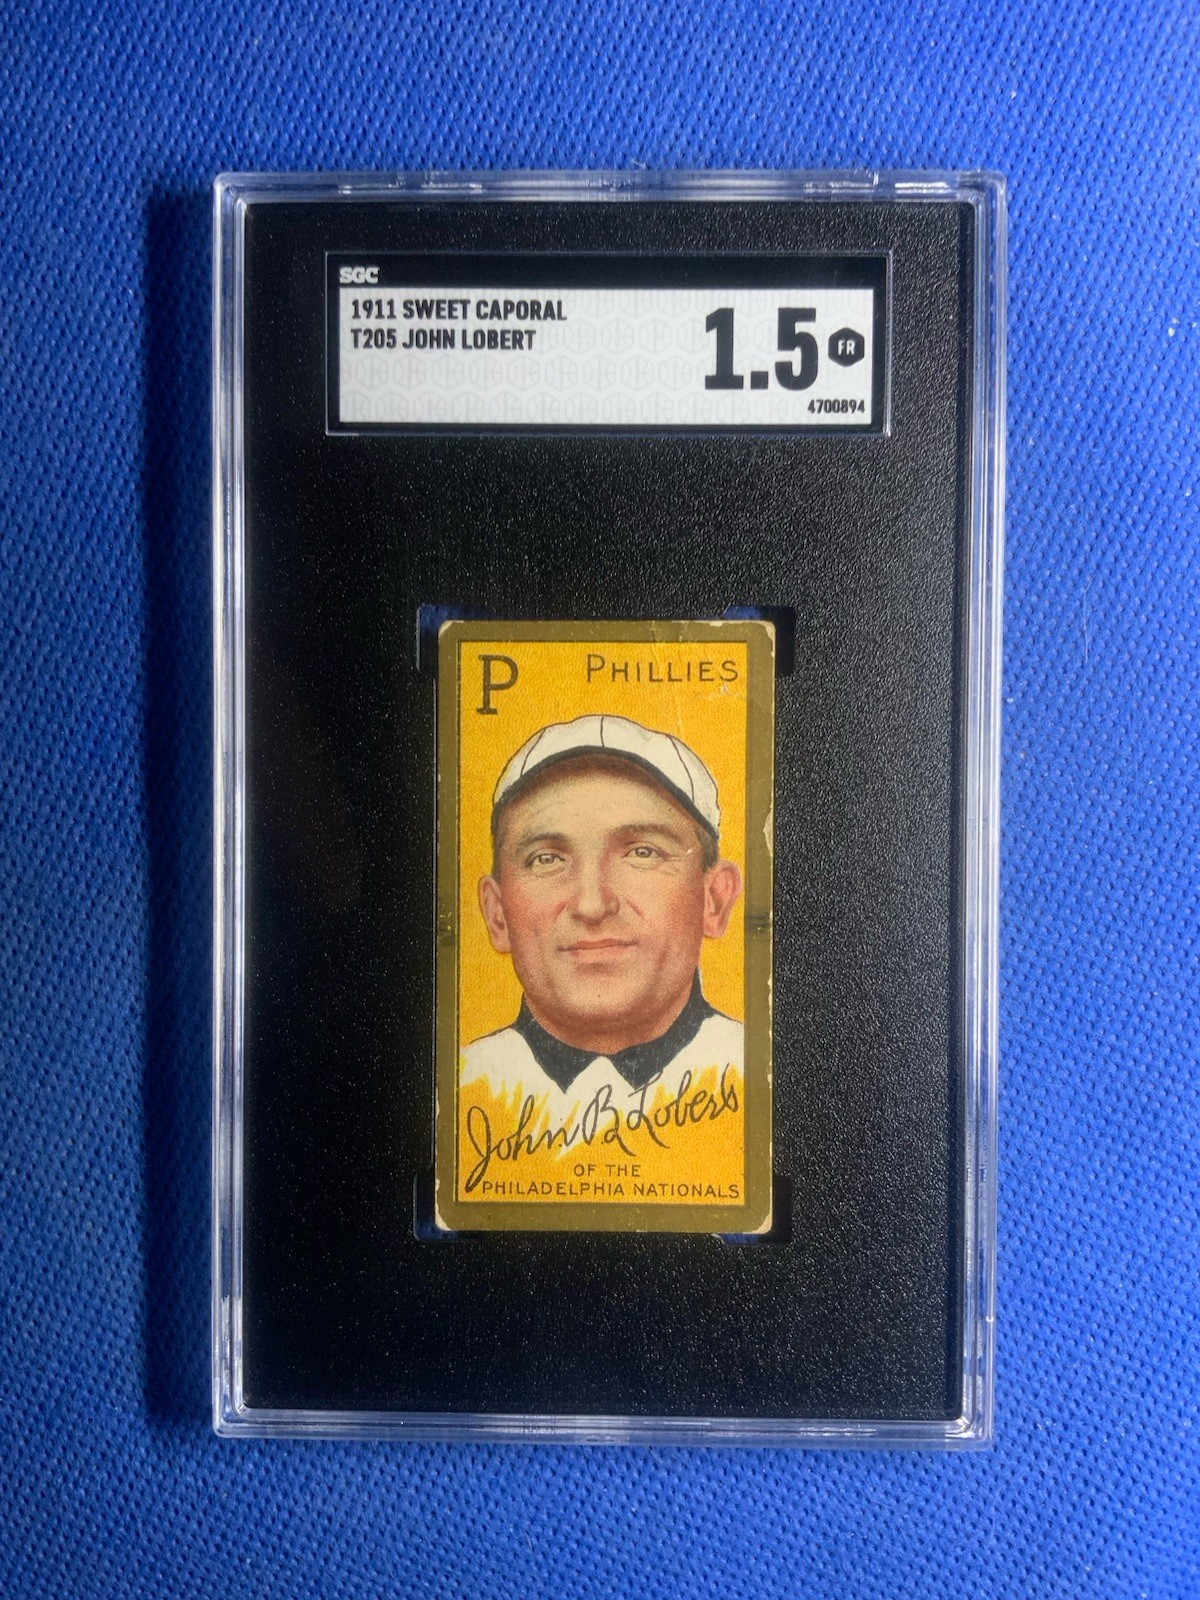 SGC
1911 SWEET CAPORAL
T205 JOHN LOBERT
1.5 FR
4700894
P PHILLIES
John B Lobert
OF THE
PHILADELPHIA NATIONALS